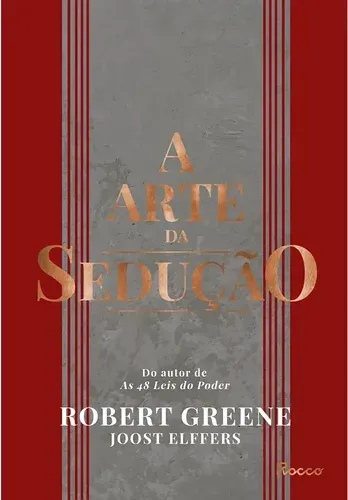 A
ARTE
DA
SEDUÇÃO
Do autor de
As 48 Leis do Poder
ROBERT GREENE
JOOST ELFFERS
Rocco